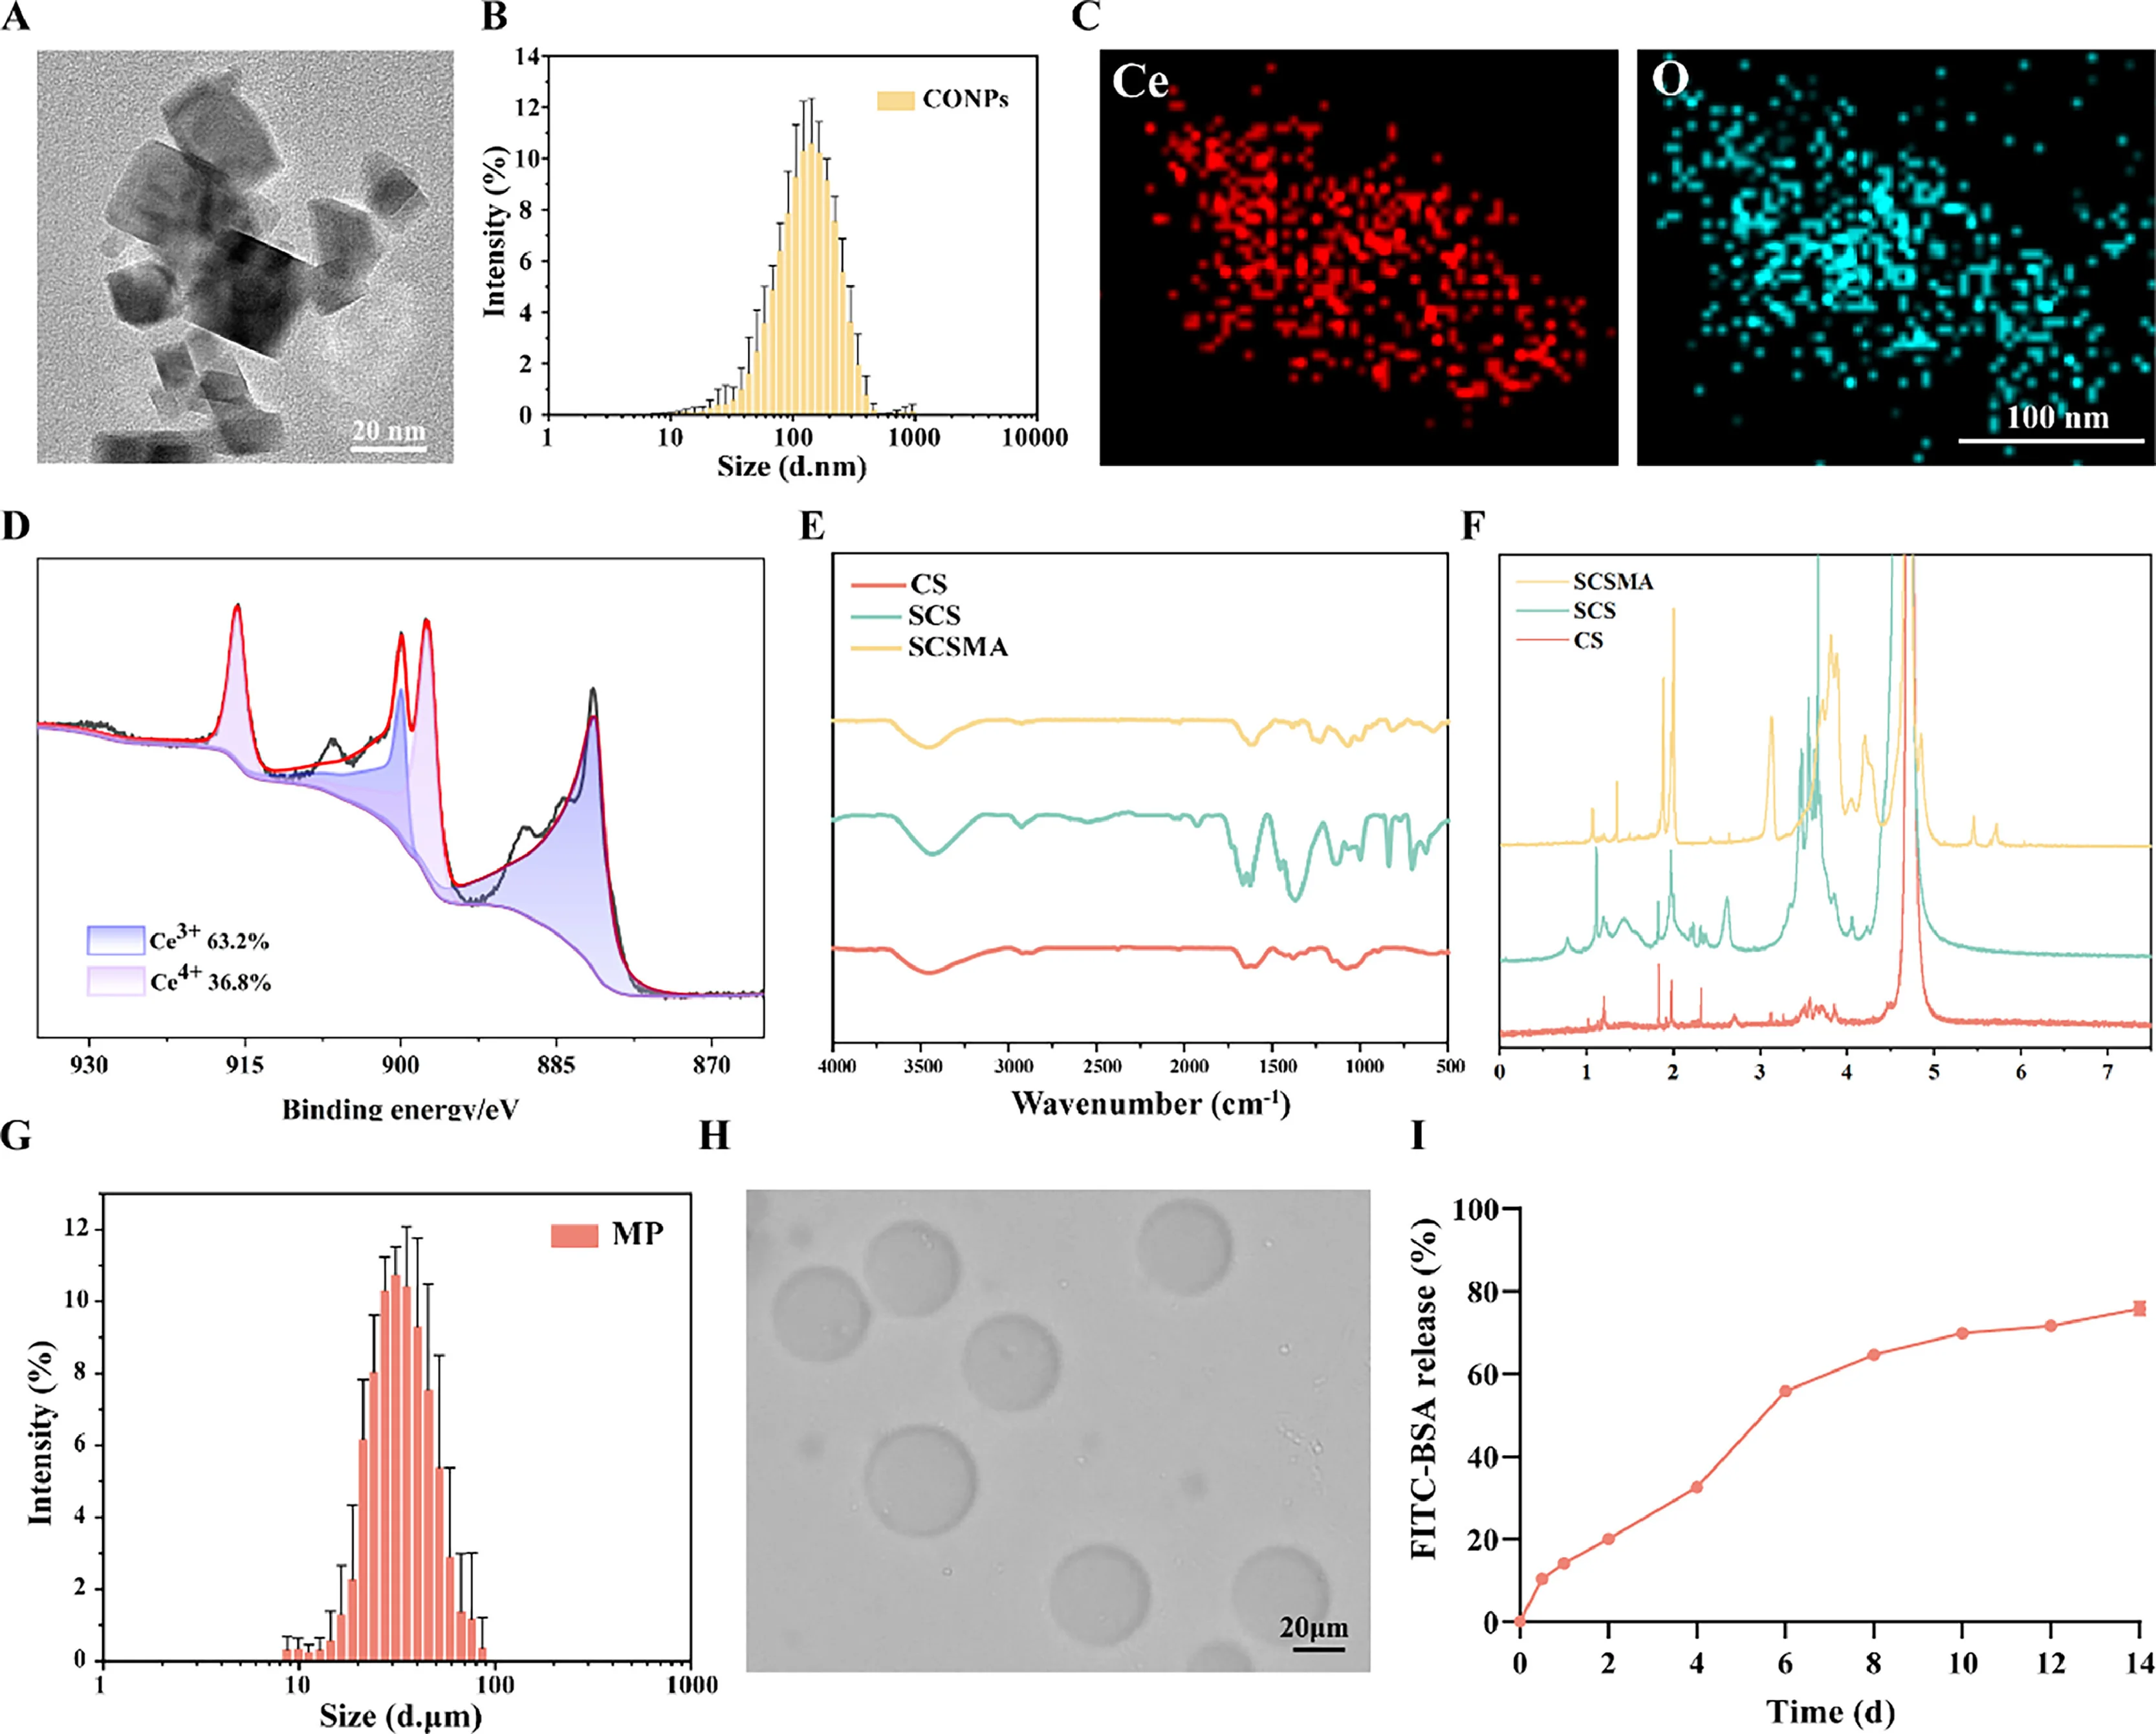 A
20 nm
B
14
12
10
8
6
4
2
0
Intensity (%)
CONPs
1
10
100
1000
10000
Size (d.nm)
C
Ce
O
100 nm
D
Ce3+ 63.2%
Ce4+ 36.8%
930
915
900
885
870
Binding energy/eV
E
CS
SCS
SCSMA
4000
3500
3000
2500
2000
1500
1000
500
Wavenumber (cm-1)
F
SCSMA
SCS
CS
0
1
2
3
4
5
6
7
G
12
10
8
6
4
2
0
Intensity (%)
MP
1
10
100
1000
Size (d.μm)
H
20μm
I
100
80
60
40
20
0
FITC-BSA release (%)
0
2
4
6
8
10
12
14
Time (d)